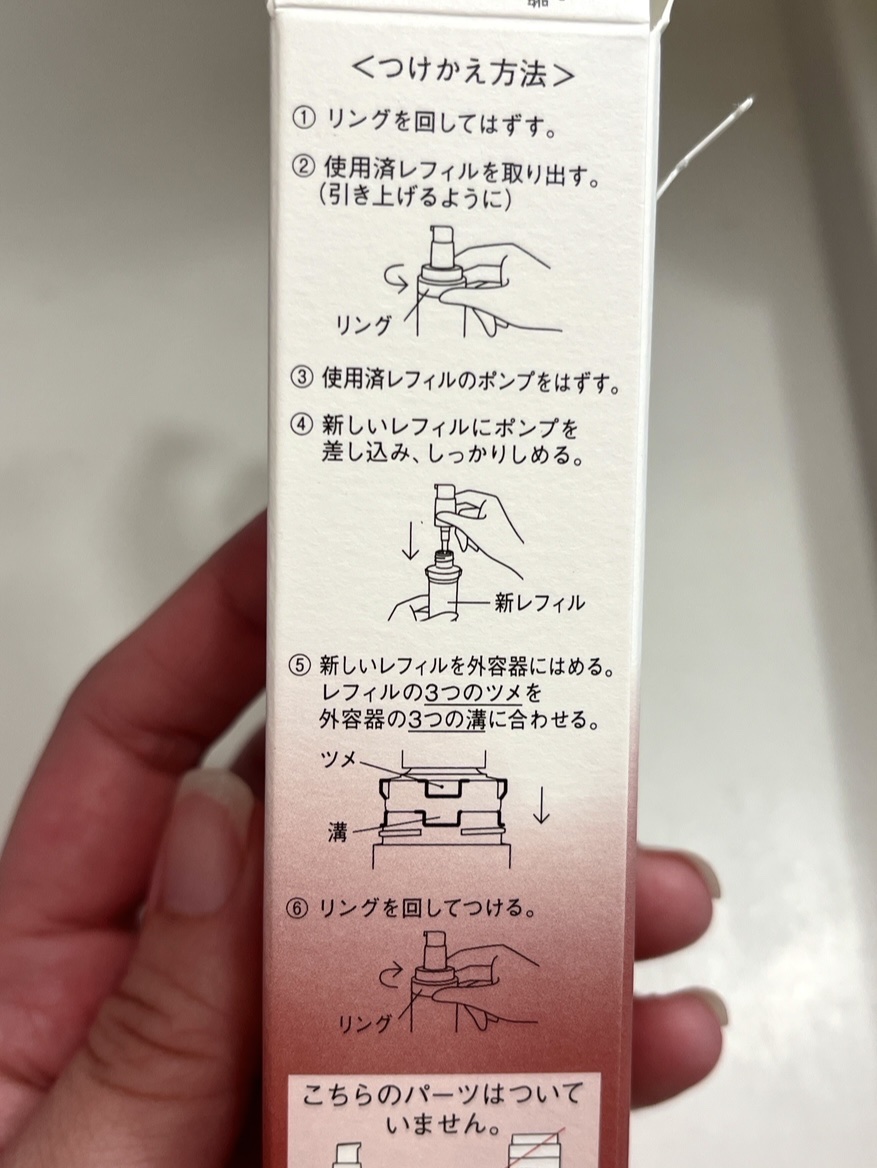 ＜つけかえ方法＞
① リングを回してはずす。
② 使用済レフィルを取り出す。
（引き上げるように）
リング
③ 使用済レフィルのポンプをはずす。
④ 新しいレフィルにポンプを
差し込み、しっかりしめる。
新レフィル
⑤ 新しいレフィルを外容器にはめる。
レフィルの3つのツメを
外容器の3つの溝に合わせる。
ツメ
溝
⑥ リングを回してつける。
リング
こちらのパーツはついて
いません。